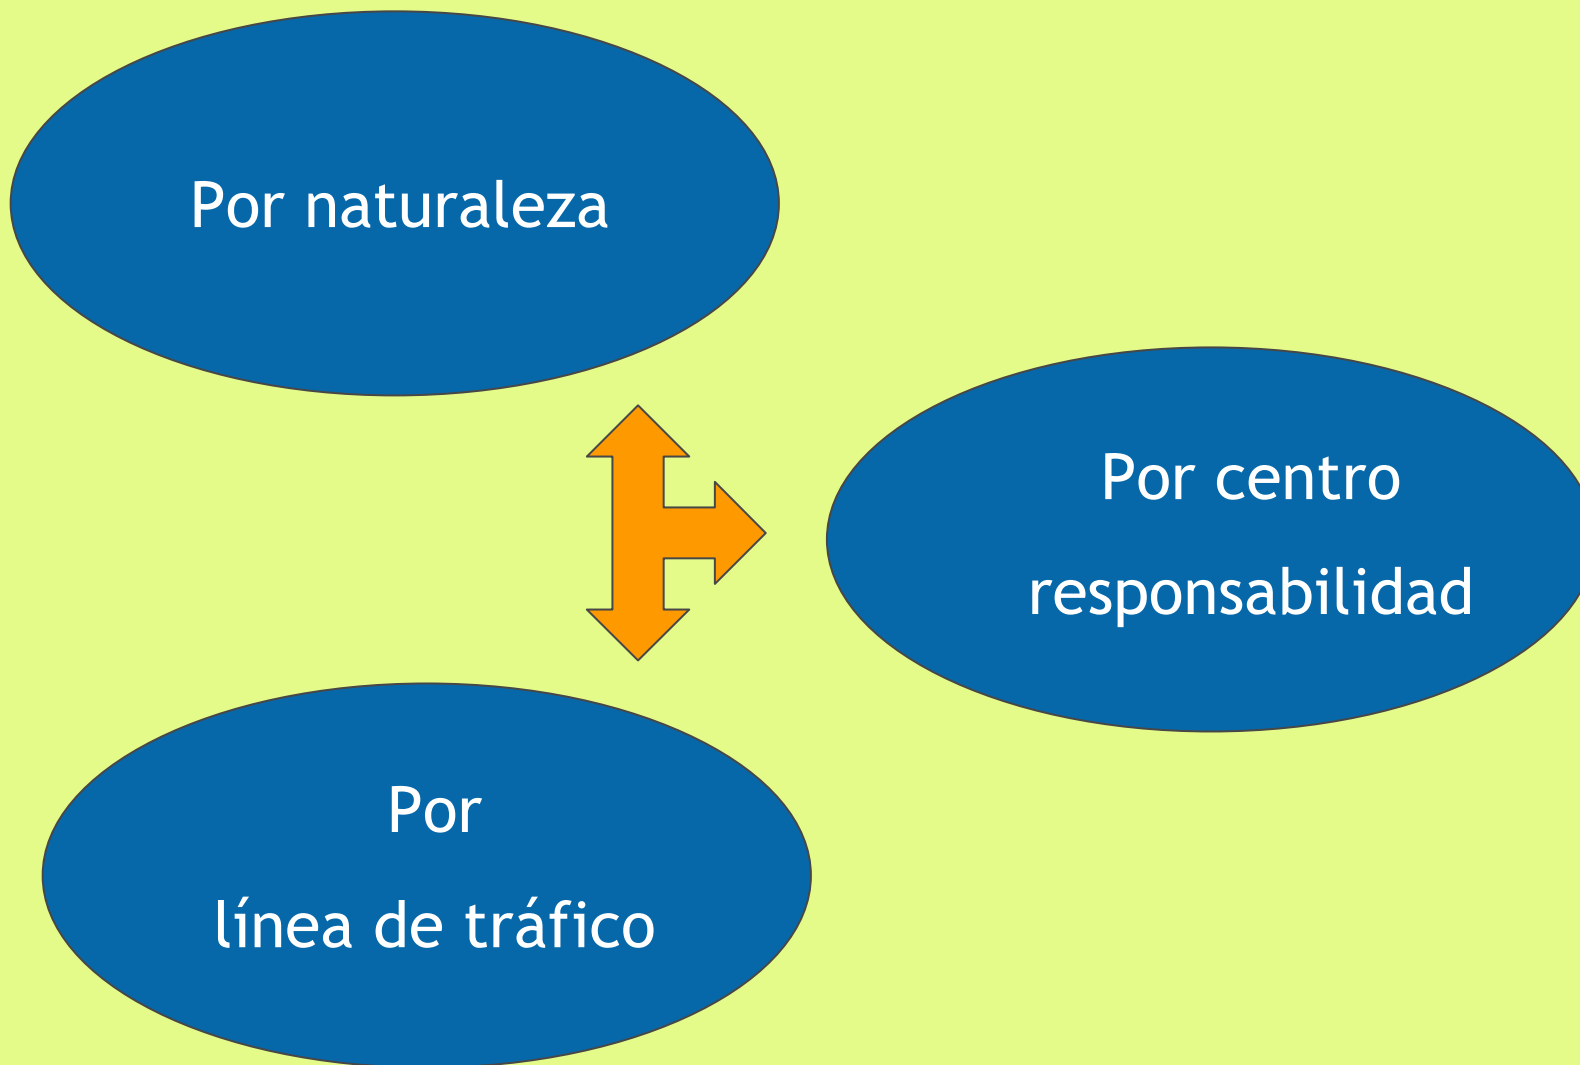 Por naturaleza
Por centro
responsabilidad
Por
línea de tráfico